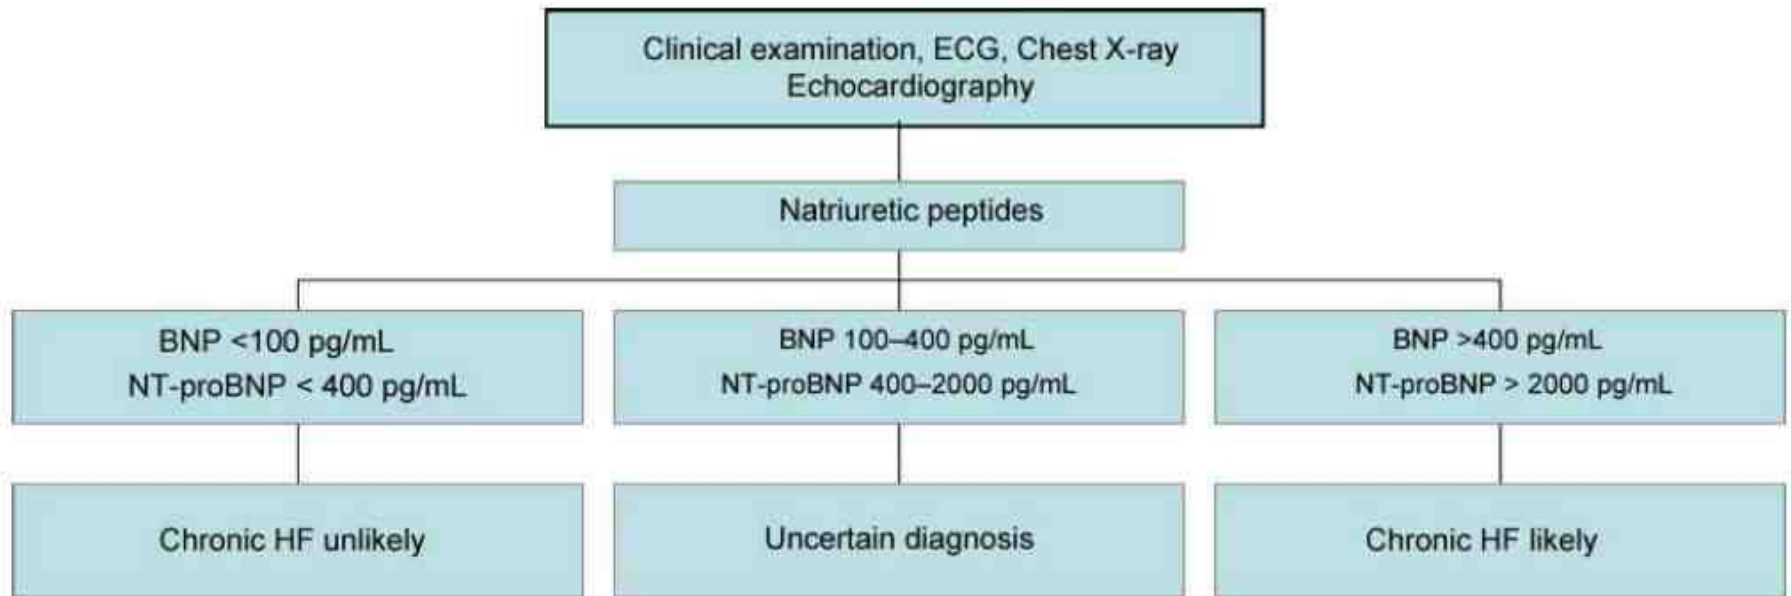 Clinical examination, ECG, Chest X-ray
Echocardiography
Natriuretic peptides
BNP <100 pg/mL
NT-proBNP < 400 pg/mL
BNP 100–400 pg/mL
NT-proBNP 400–2000 pg/mL
BNP >400 pg/mL
NT-proBNP > 2000 pg/mL
Chronic HF unlikely
Uncertain diagnosis
Chronic HF likely